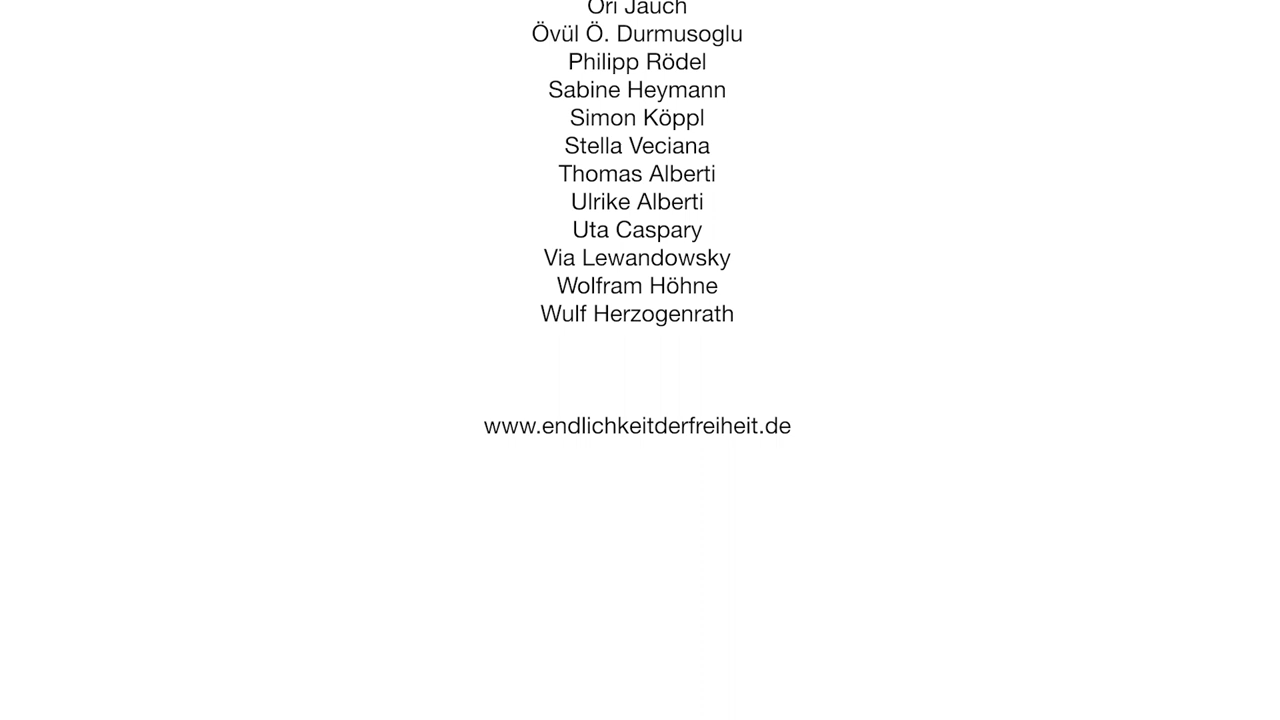 Ori Jauch
Övül Ö. Durmusoglu
Philipp Rödel
Sabine Heymann
Simon Köppl
Stella Veciana
Thomas Alberti
Ulrike Alberti
Uta Caspary
Via Lewandowsky
Wolfram Höhne
Wulf Herzogenrath
www.endlichkeitderfreiheit.de